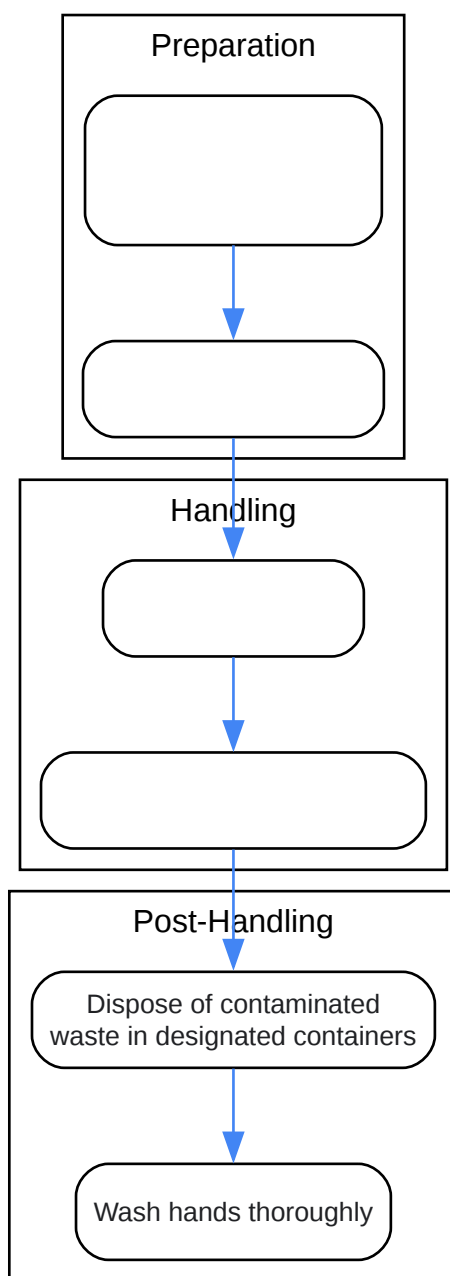 Preparation
Handling
Post-Handling
Dispose of contaminated
waste in designated containers
Wash hands thoroughly